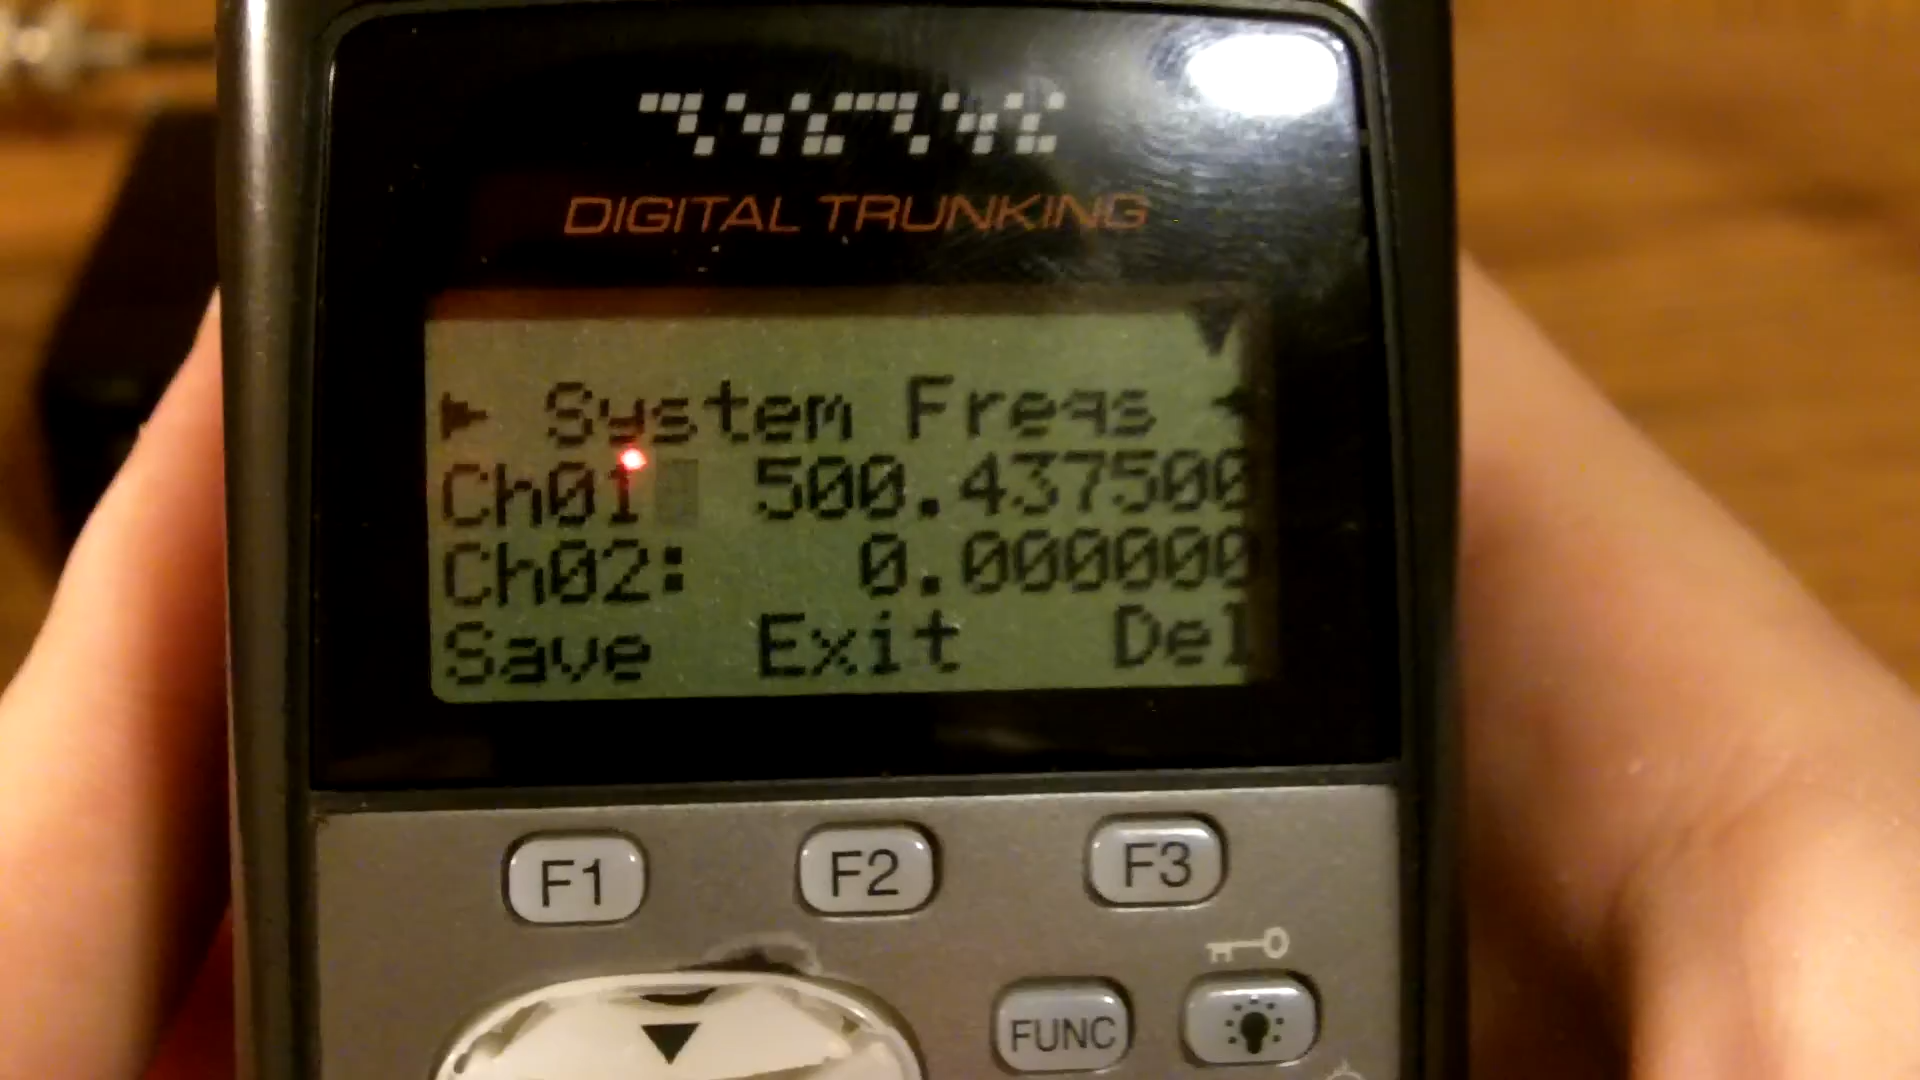 DIGITAL TRUNKING
System Freqs
Ch01 500.437500
Ch02: 0.000000
Save Exit Del
F1 F2 F3
FUNC